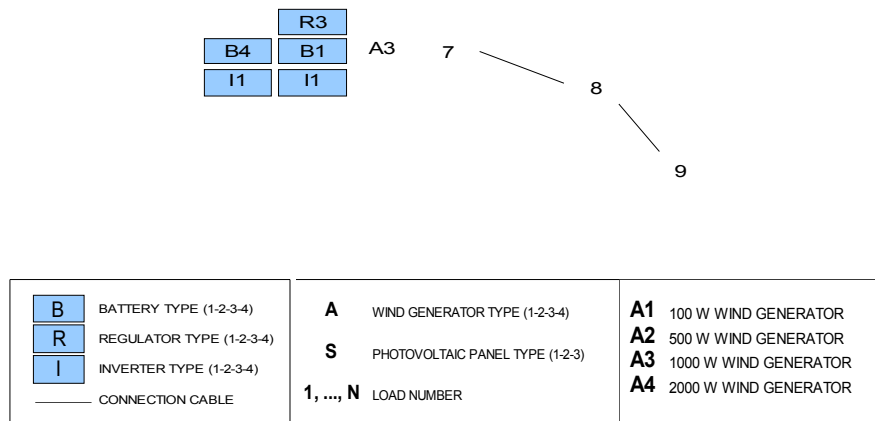 R3
B4 B1 A3 7
I1 I1
8
9
B BATTERY TYPE (1-2-3-4)
R REGULATOR TYPE (1-2-3-4)
I INVERTER TYPE (1-2-3-4)
CONNECTION CABLE
A WIND GENERATOR TYPE (1-2-3-4)
S PHOTOVOLTAIC PANEL TYPE (1-2-3)
1, ..., N LOAD NUMBER
A1 100 W WIND GENERATOR
A2 500 W WIND GENERATOR
A3 1000 W WIND GENERATOR
A4 2000 W WIND GENERATOR